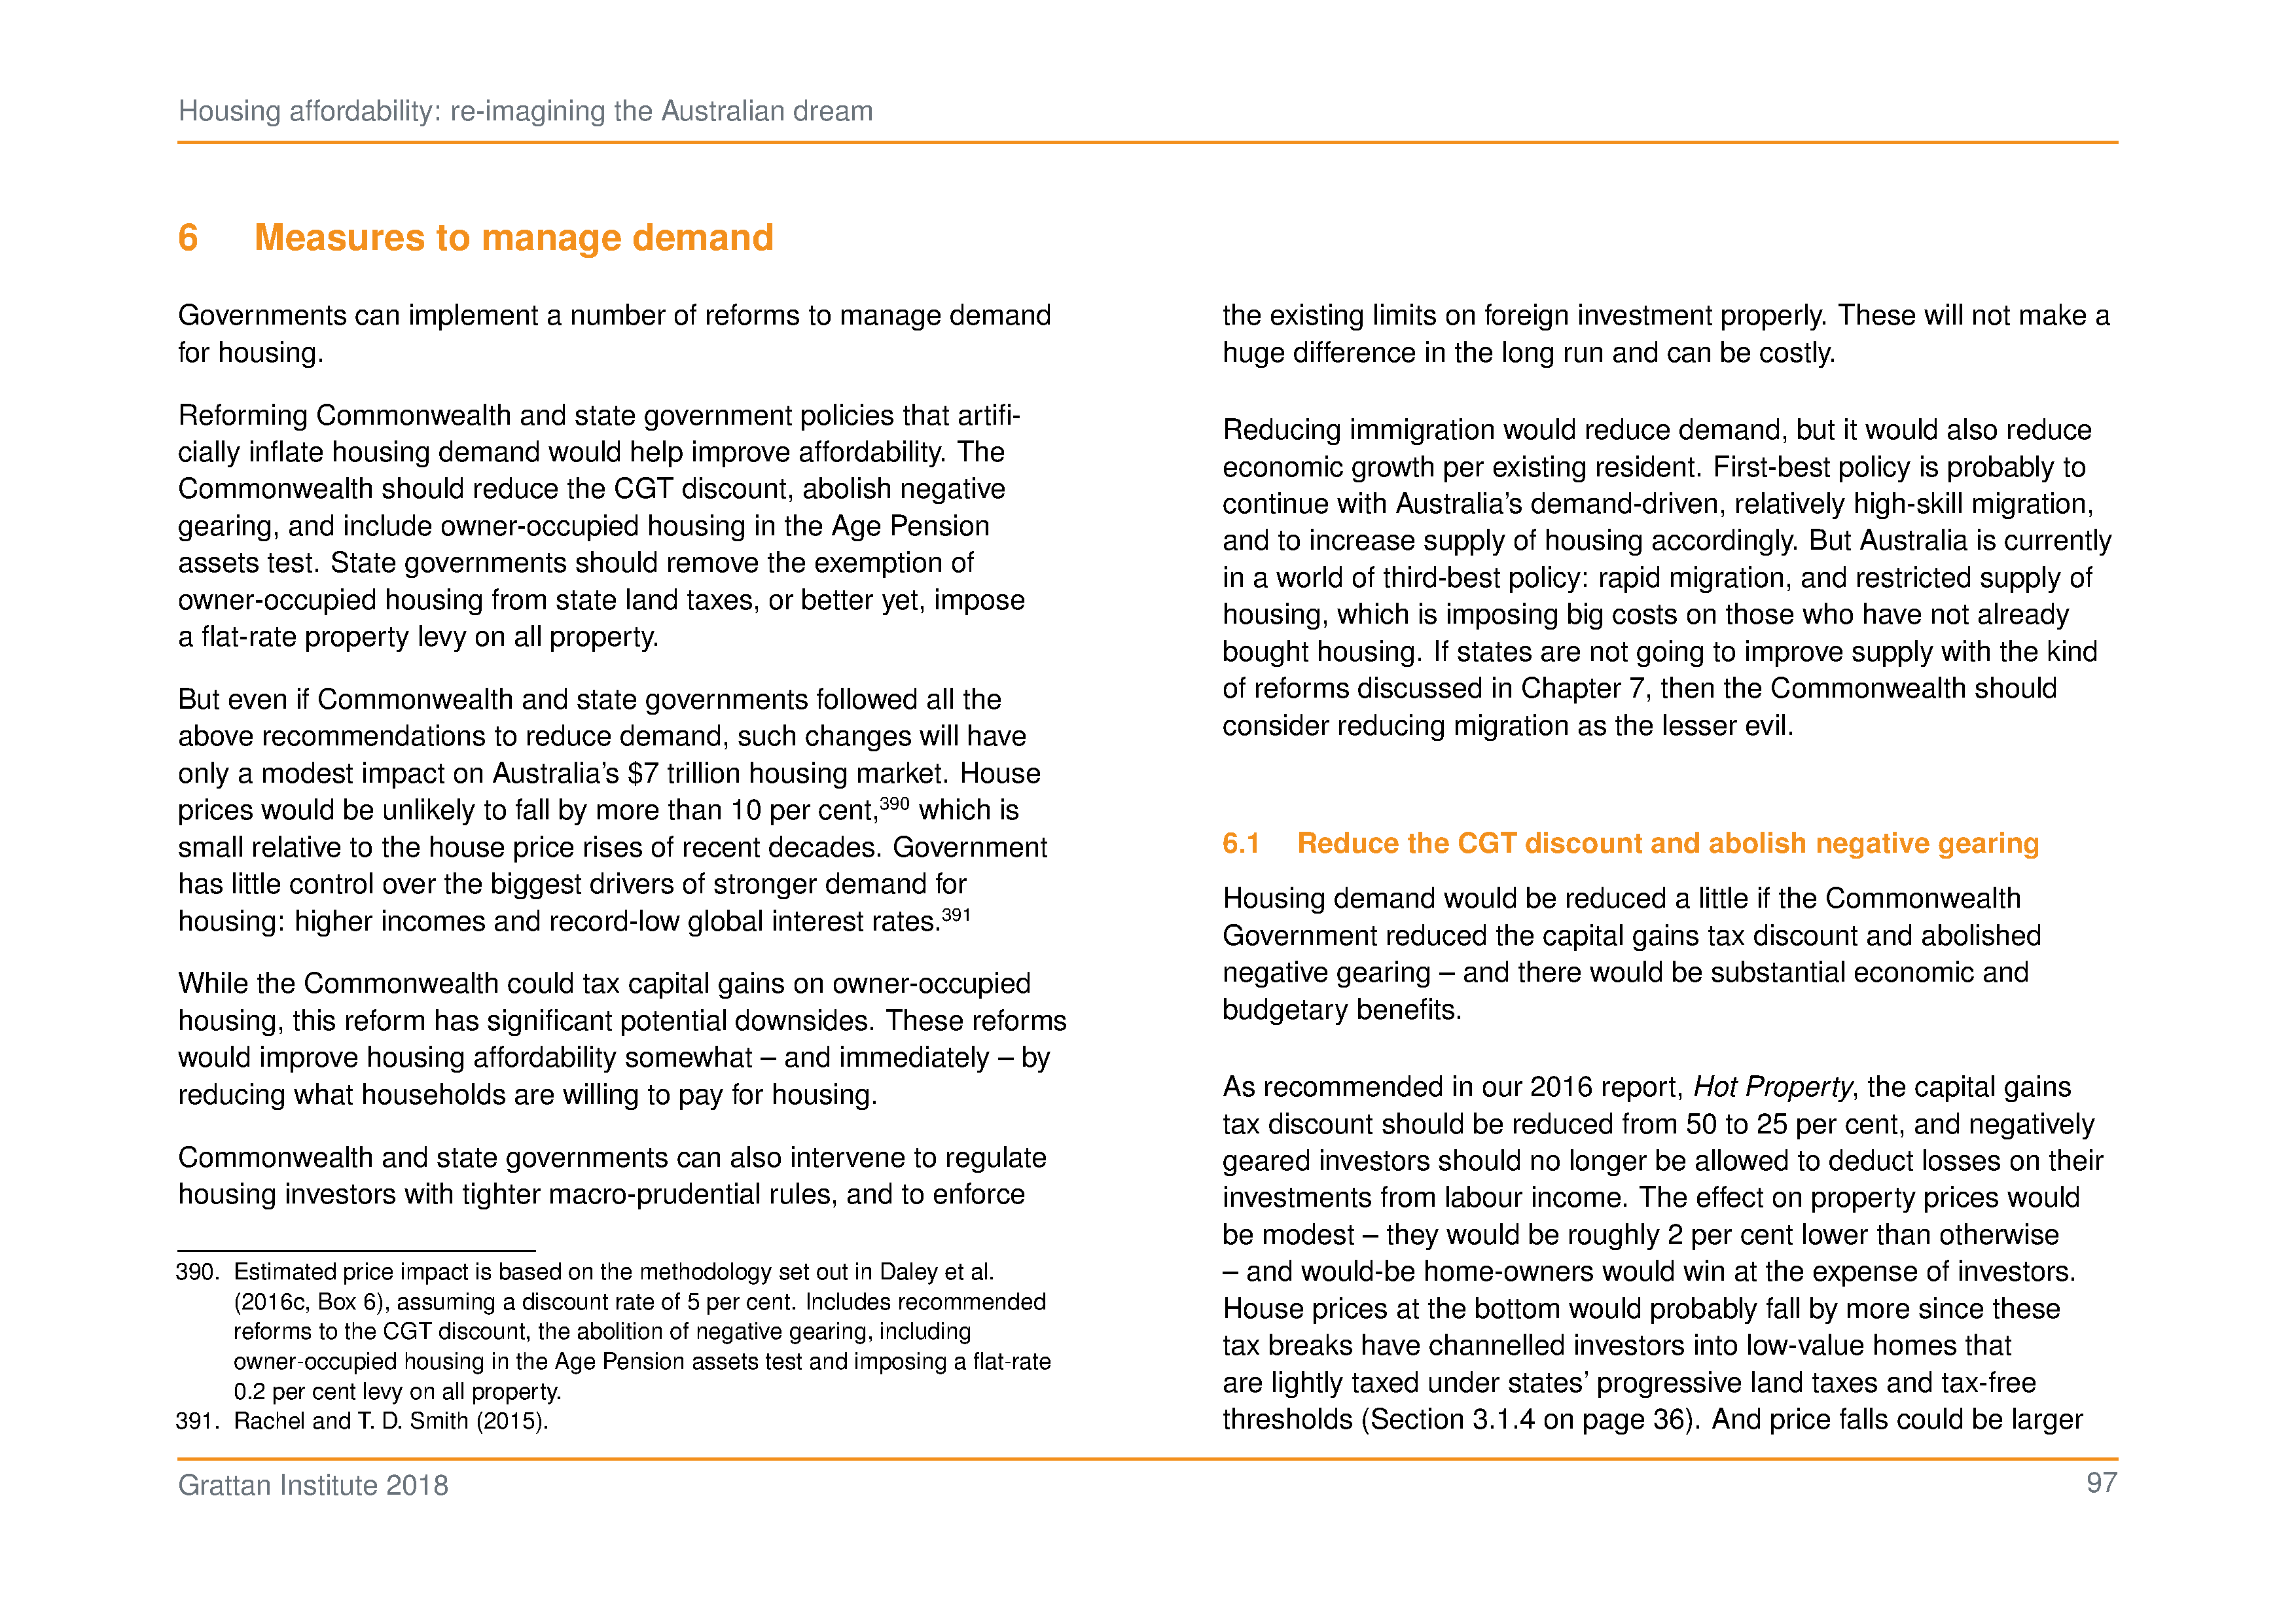 Housing affordability: re-imagining the Australian dream
6 Measures to manage demand
Governments can implement a number of reforms to manage demand
for housing.
Reforming Commonwealth and state government policies that artifi-
cially inflate housing demand would help improve affordability. The
Commonwealth should reduce the CGT discount, abolish negative
gearing, and include owner-occupied housing in the Age Pension
assets test. State governments should remove the exemption of
owner-occupied housing from state land taxes, or better yet, impose
a flat-rate property levy on all property.
But even if Commonwealth and state governments followed all the
above recommendations to reduce demand, such changes will have
only a modest impact on Australia’s $7 trillion housing market. House
prices would be unlikely to fall by more than 10 per cent,390 which is
small relative to the house price rises of recent decades. Government
has little control over the biggest drivers of stronger demand for
housing: higher incomes and record-low global interest rates.391
While the Commonwealth could tax capital gains on owner-occupied
housing, this reform has significant potential downsides. These reforms
would improve housing affordability somewhat – and immediately – by
reducing what households are willing to pay for housing.
Commonwealth and state governments can also intervene to regulate
housing investors with tighter macro-prudential rules, and to enforce
390. Estimated price impact is based on the methodology set out in Daley et al.
(2016c, Box 6), assuming a discount rate of 5 per cent. Includes recommended
reforms to the CGT discount, the abolition of negative gearing, including
owner-occupied housing in the Age Pension assets test and imposing a flat-rate
0.2 per cent levy on all property.
391. Rachel and T. D. Smith (2015).
the existing limits on foreign investment properly. These will not make a
huge difference in the long run and can be costly.
Reducing immigration would reduce demand, but it would also reduce
economic growth per existing resident. First-best policy is probably to
continue with Australia’s demand-driven, relatively high-skill migration,
and to increase supply of housing accordingly. But Australia is currently
in a world of third-best policy: rapid migration, and restricted supply of
housing, which is imposing big costs on those who have not already
bought housing. If states are not going to improve supply with the kind
of reforms discussed in Chapter 7, then the Commonwealth should
consider reducing migration as the lesser evil.
6.1 Reduce the CGT discount and abolish negative gearing
Housing demand would be reduced a little if the Commonwealth
Government reduced the capital gains tax discount and abolished
negative gearing – and there would be substantial economic and
budgetary benefits.
As recommended in our 2016 report, Hot Property, the capital gains
tax discount should be reduced from 50 to 25 per cent, and negatively
geared investors should no longer be allowed to deduct losses on their
investments from labour income. The effect on property prices would
be modest – they would be roughly 2 per cent lower than otherwise
– and would-be home-owners would win at the expense of investors.
House prices at the bottom would probably fall by more since these
tax breaks have channelled investors into low-value homes that
are lightly taxed under states’ progressive land taxes and tax-free
thresholds (Section 3.1.4 on page 36). And price falls could be larger
Grattan Institute 2018
97